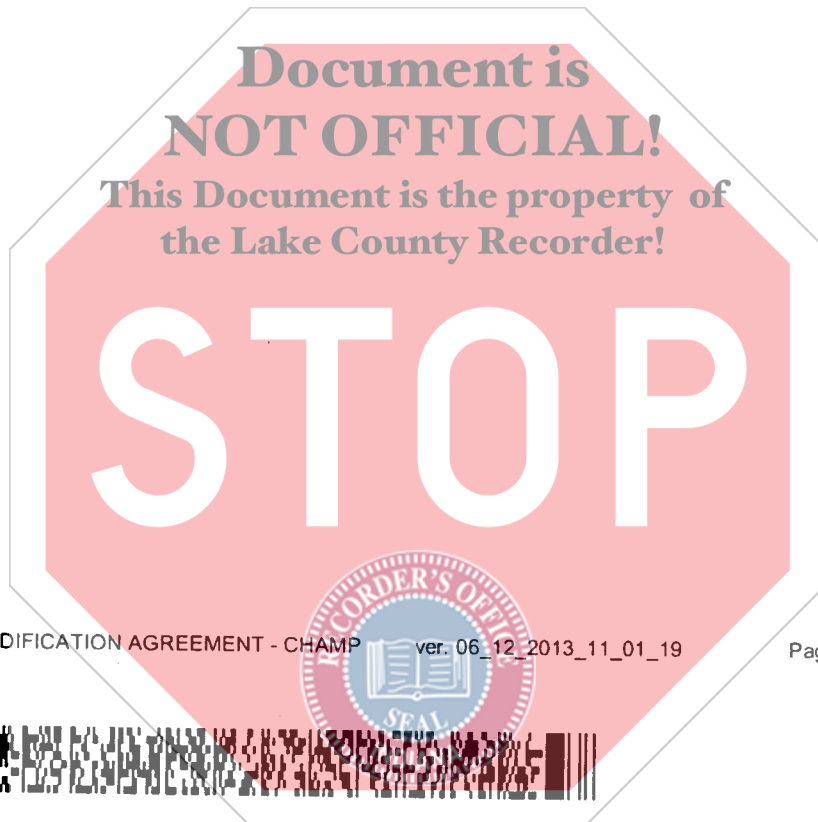 Document is
NOT OFFICIAL!
This Document is the property of
the Lake County Recorder!
STOP
RECORDER'S OFFICE
SEAL
DIFICATION AGREEMENT - CHAMP ver. 06_12_2013_11_01_19 Pag